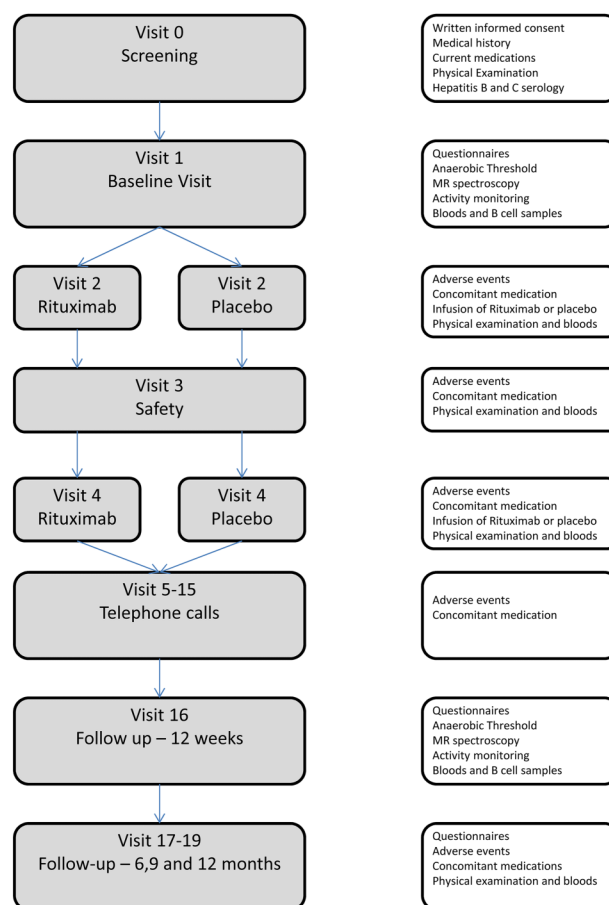 Visit 0
Screening
Written informed consent
Medical history
Current medications
Physical Examination
Hepatitis B and C serology
Visit 1
Baseline Visit
Questionnaires
Anaerobic Threshold
MR spectroscopy
Activity monitoring
Bloods and B cell samples
Visit 2
Rituximab
Visit 2
Placebo
Adverse events
Concomitant medication
Infusion of Rituximab or placebo
Physical examination and bloods
Visit 3
Safety
Adverse events
Concomitant medication
Physical examination and bloods
Visit 4
Rituximab
Visit 4
Placebo
Adverse events
Concomitant medication
Infusion of Rituximab or placebo
Physical examination and bloods
Visit 5-15
Telephone calls
Adverse events
Concomitant medication
Visit 16
Follow up – 12 weeks
Questionnaires
Anaerobic Threshold
MR spectroscopy
Activity monitoring
Bloods and B cell samples
Visit 17-19
Follow-up – 6,9 and 12 months
Questionnaires
Adverse events
Concomitant medications
Physical examination and bloods